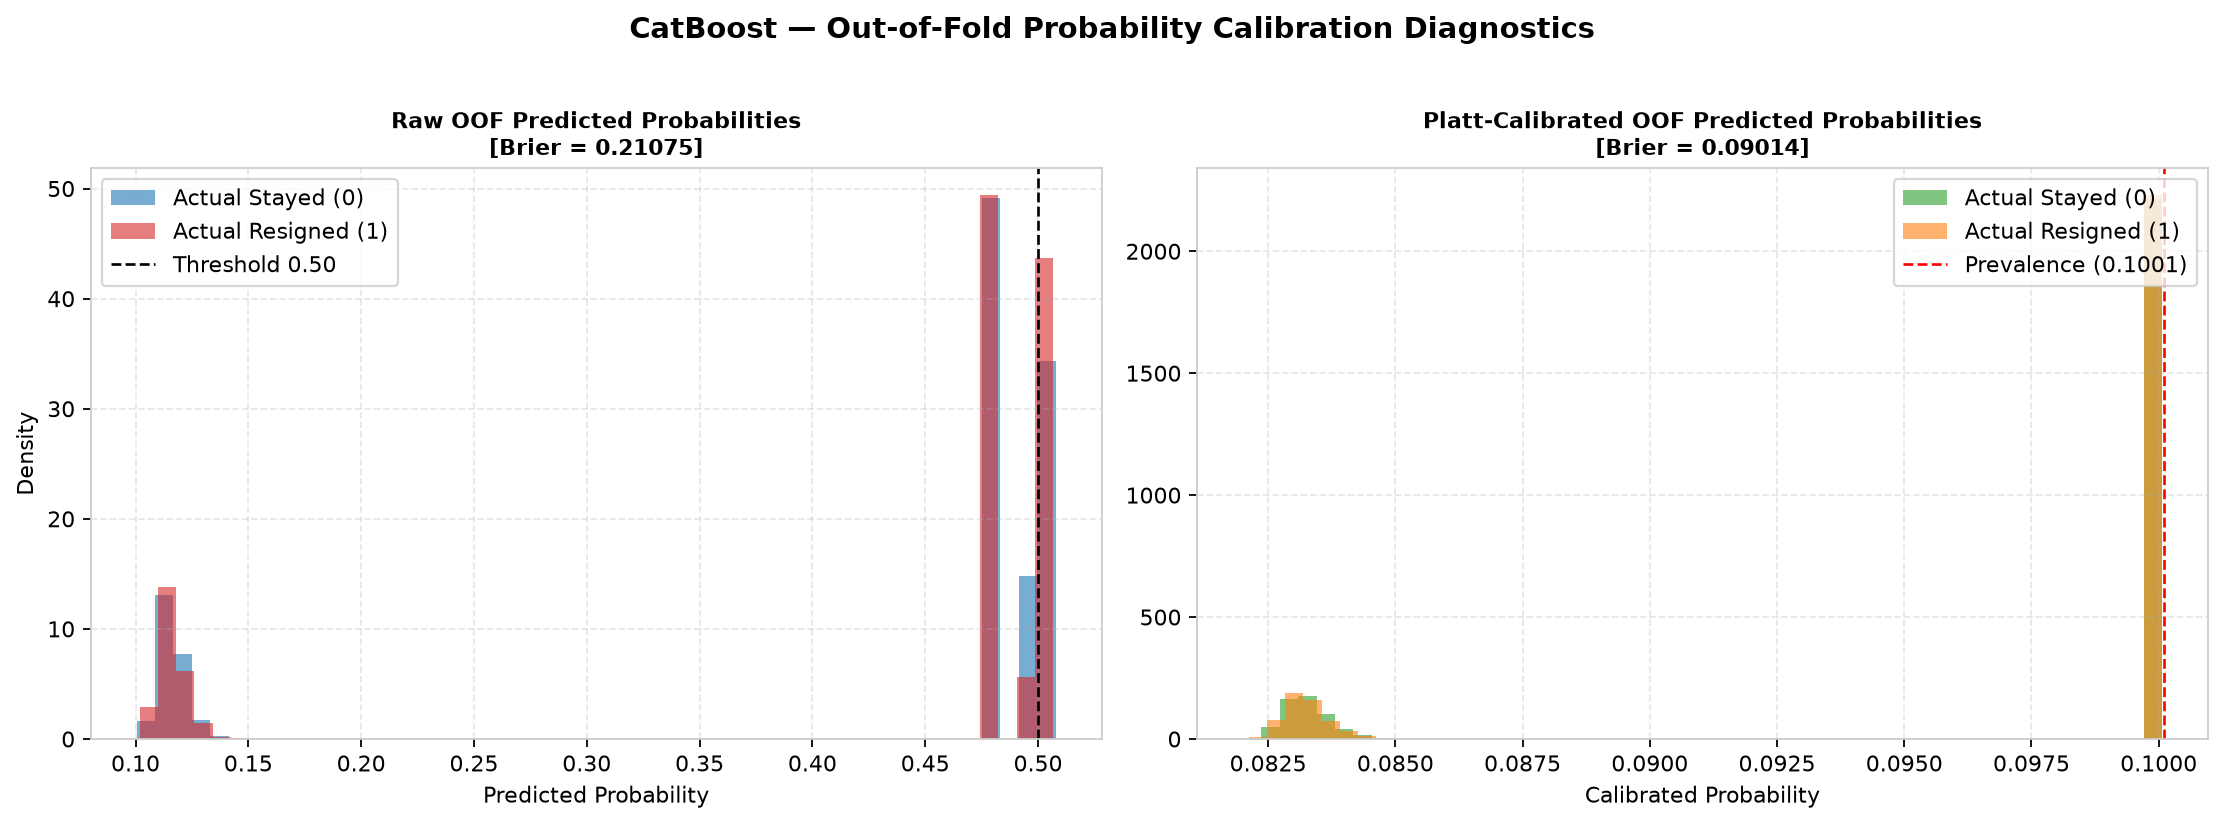 CatBoost — Out-of-Fold Probability Calibration Diagnostics
Raw OOF Predicted Probabilities
[Brier = 0.21075]
Actual Stayed (0)
Actual Resigned (1)
Threshold 0.50
50
40
30
20
10
0
Density
0.10 0.15 0.20 0.25 0.30 0.35 0.40 0.45 0.50
Predicted Probability
Platt-Calibrated OOF Predicted Probabilities
[Brier = 0.09014]
Actual Stayed (0)
Actual Resigned (1)
Prevalence (0.1001)
2000
1500
1000
500
0
0.0825 0.0850 0.0875 0.0900 0.0925 0.0950 0.0975 0.1000
Calibrated Probability